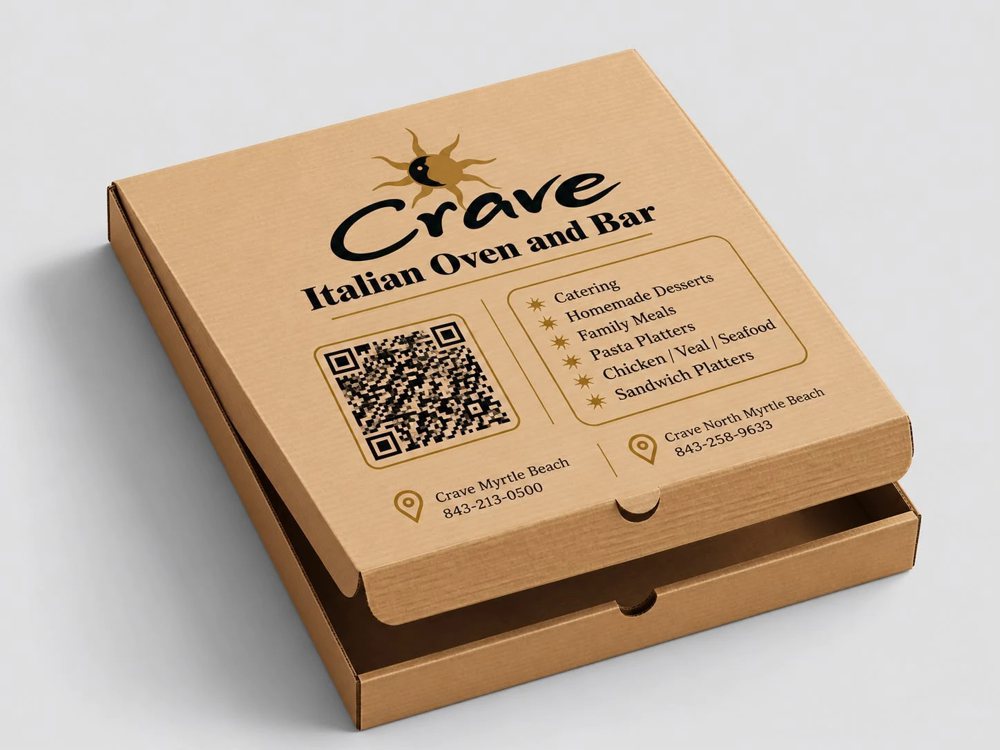 Crave
Italian Oven and Bar
Catering
Homemade Desserts
Family Meals
Pasta Platters
Chicken / Veal / Seafood
Sandwich Platters
Crave Myrtle Beach
843-213-0500
Crave North Myrtle Beach
843-258-9633